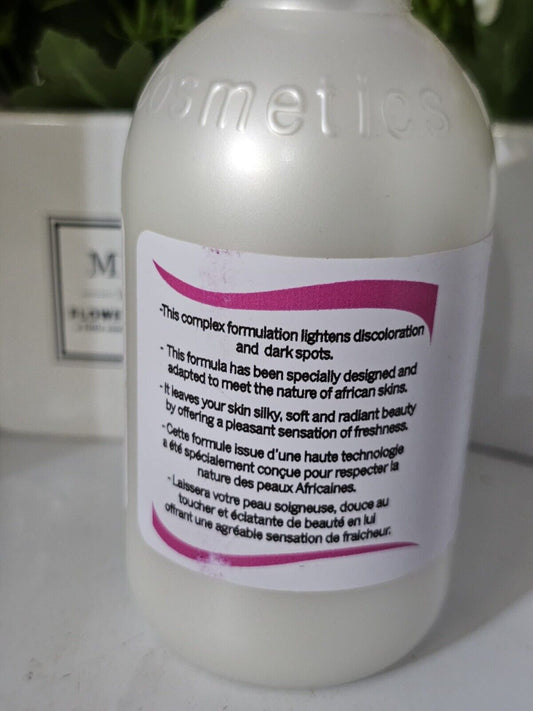 cosmetics
-This complex formulation lightens discoloration
and dark spots.
- This formula has been specially designed and
adapted to meet the nature of african skins.
- It leaves your skin silky, soft and radiant beauty
by offering a pleasant sensation of freshness.
- Cette formule issue d'une haute technologie
a été spécialement conçue pour respecter la
nature des peaux Africaines.
- Laissera votre peau soigneuse, douce au
toucher et éclatante de beauté en lui
offrant une agréable sensation de fraîcheur.